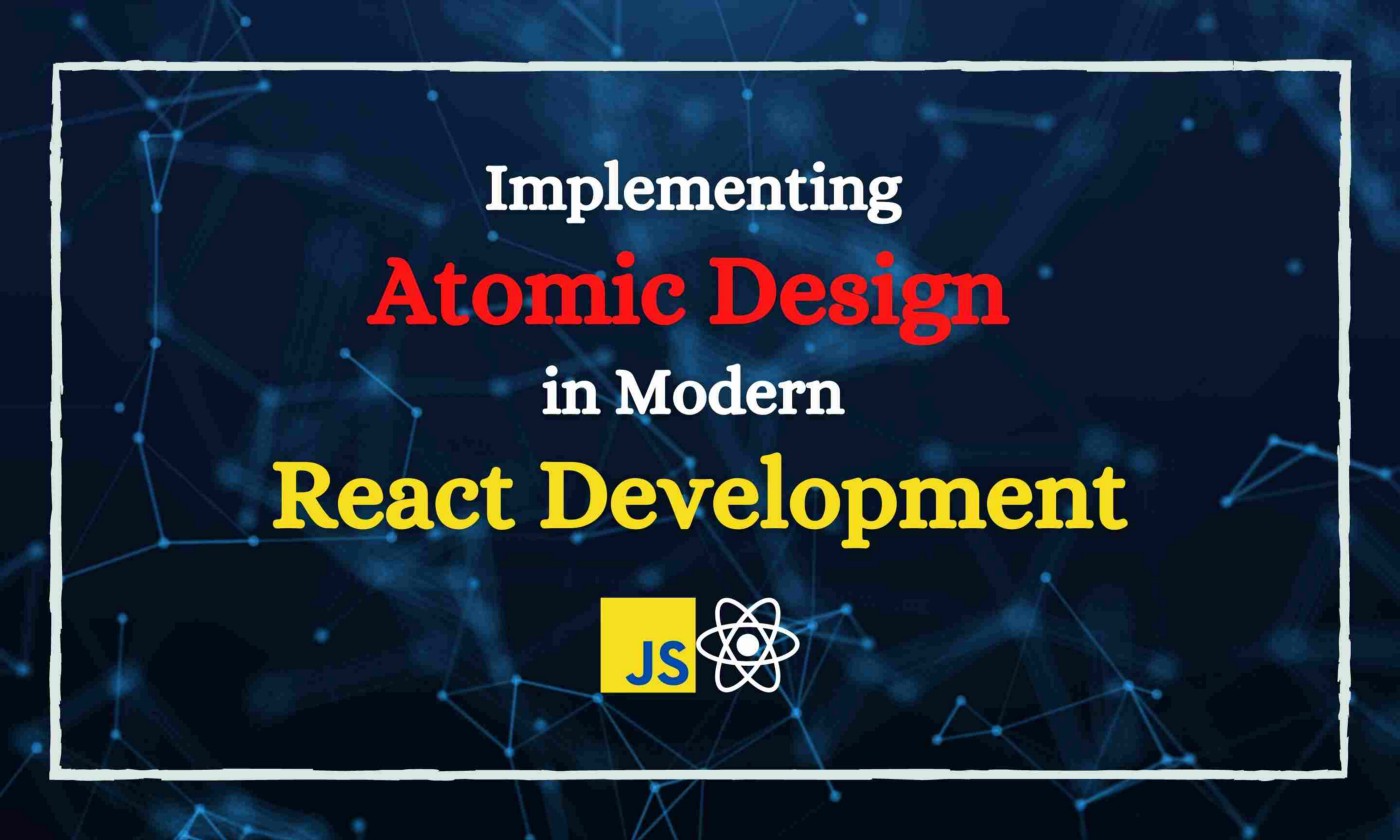 Implementing
Atomic Design
in Modern
React Development
JS